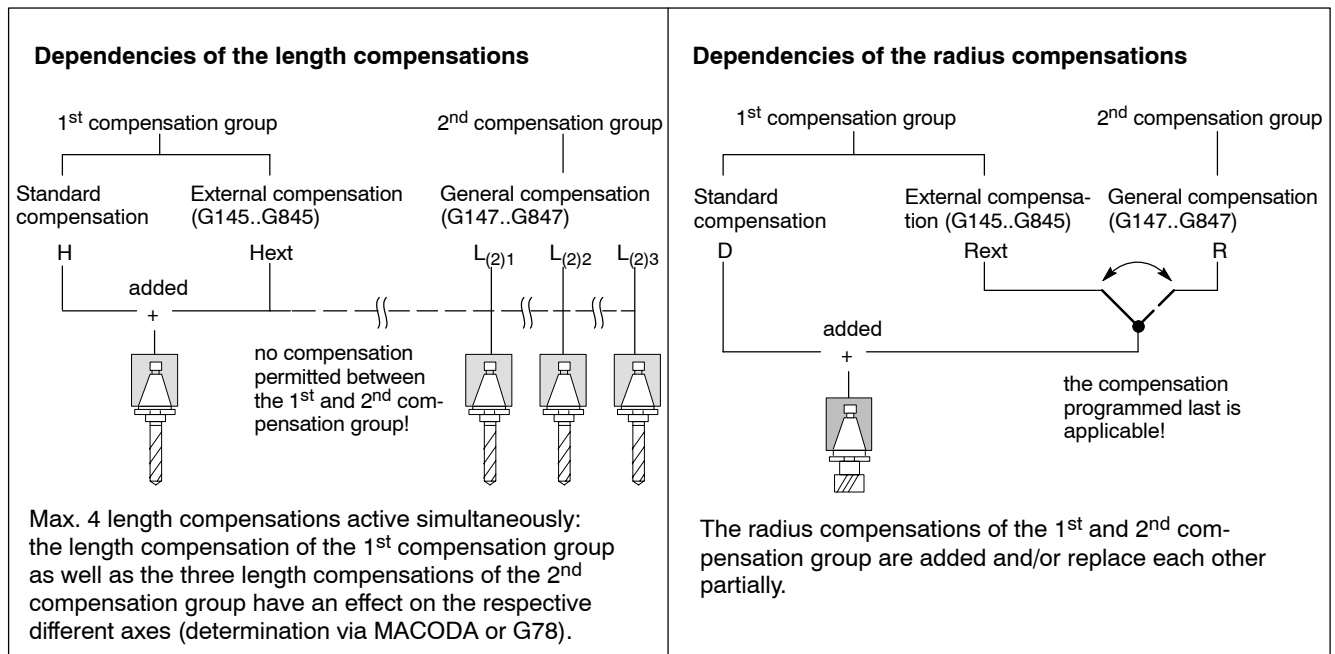 Dependencies of the length compensations
1st compensation group
2nd compensation group
Standard
compensation
External compensation
(G145..G845)
General compensation
(G147..G847)
H
Hext
L(2)1
L(2)2
L(2)3
added
+
no compensation
permitted between
the 1st and 2nd com-
pensation group!
Max. 4 length compensations active simultaneously:
the length compensation of the 1st compensation group
as well as the three length compensations of the 2nd
compensation group have an effect on the respective
different axes (determination via MACODA or G78).
Dependencies of the radius compensations
1st compensation group
2nd compensation group
Standard
compensation
External compensa-
tion (G145..G845)
General compensation
(G147..G847)
D
Rext
R
added
+
the compensation
programmed last is
applicable!
The radius compensations of the 1st and 2nd com-
pensation group are added and/or replace each other
partially.